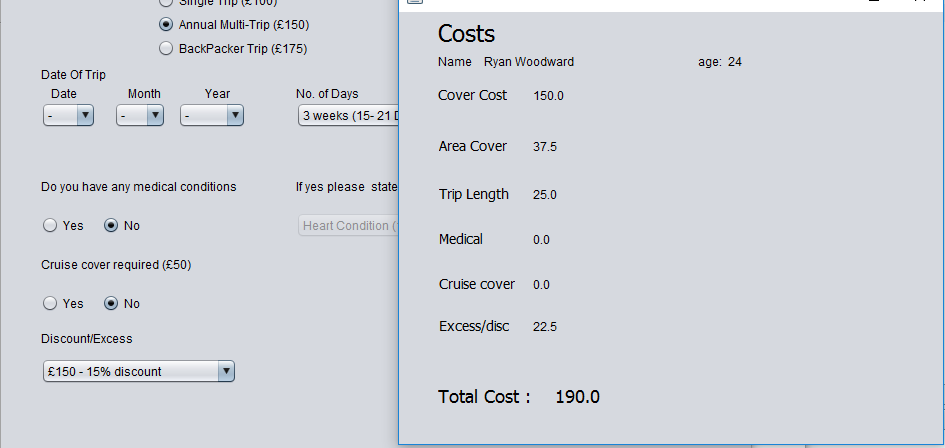 Single Trip (£100)
Annual Multi-Trip (£150)
BackPacker Trip (£175)
Date Of Trip
Date Month Year No. of Days
- - - 3 weeks (15- 21 D
Do you have any medical conditions If yes please state
Yes No Heart Condition (
Cruise cover required (£50)
Yes No
Discount/Excess
£150 - 15% discount
Costs
Name Ryan Woodward age: 24
Cover Cost 150.0
Area Cover 37.5
Trip Length 25.0
Medical 0.0
Cruise cover 0.0
Excess/disc 22.5
Total Cost : 190.0